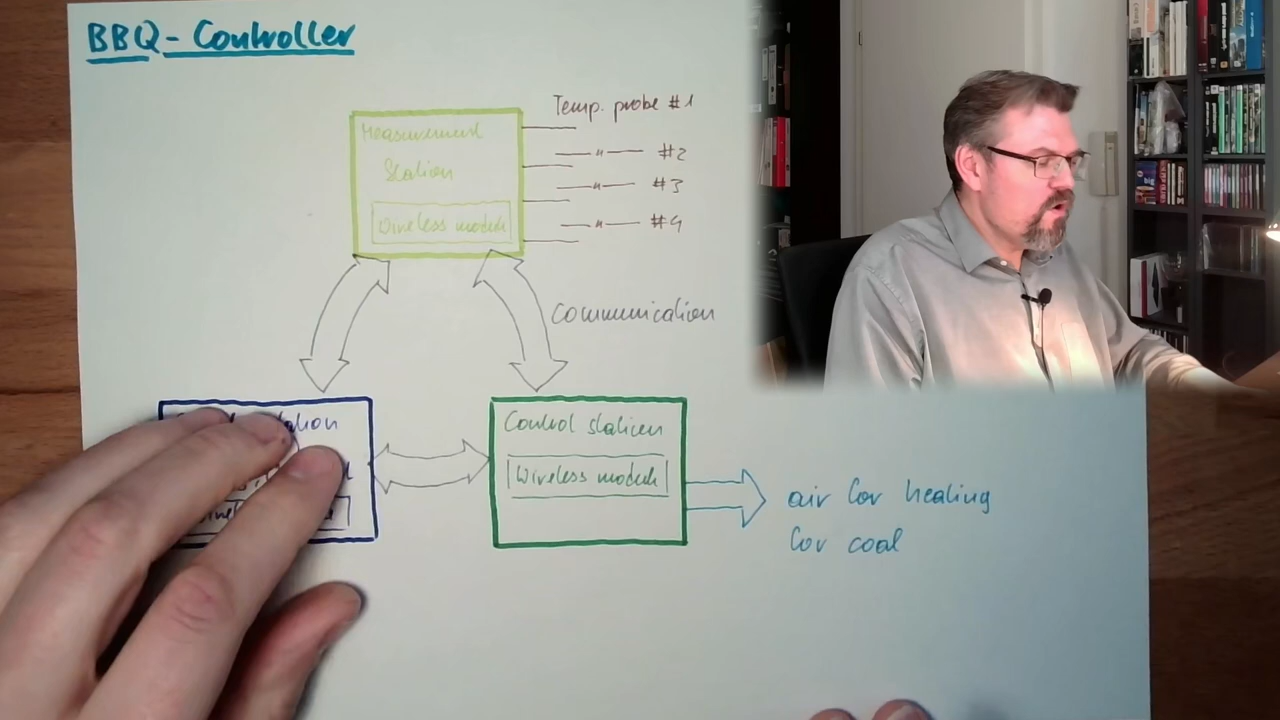 BBQ-Controller
Temp. probe #1
Measurement
Station
—"— #2
—"— #3
Wireless module
—"— #4
communication
Control station
Wireless module
air for heating
for coal